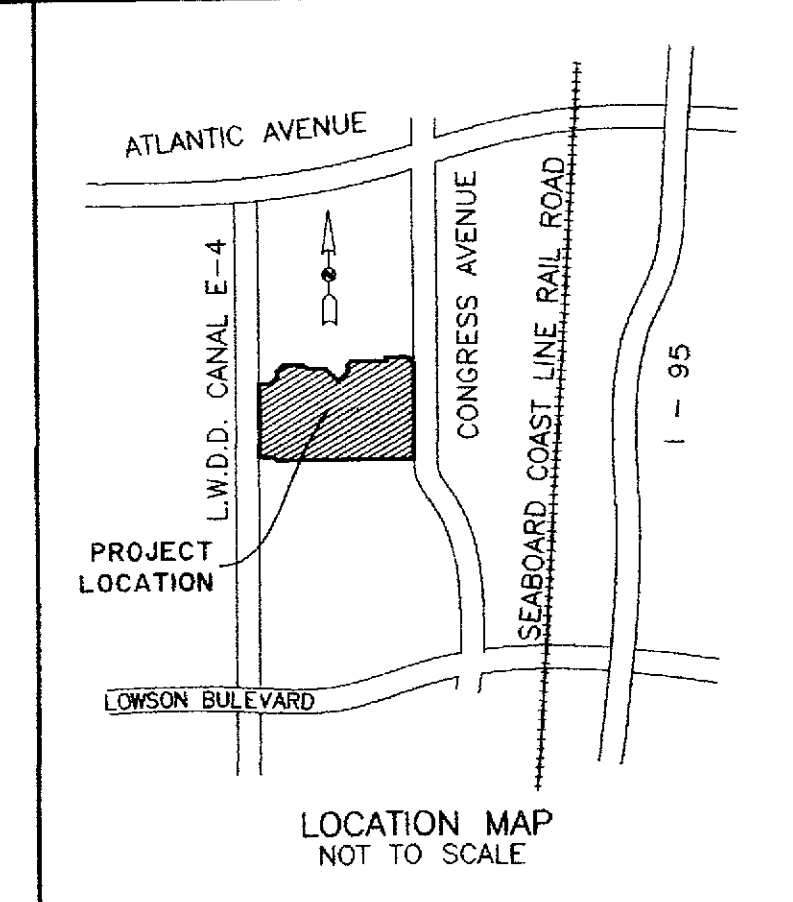 ATLANTIC AVENUE
L.W.D.D. CANAL E-4
CONGRESS AVENUE
SEABOARD COAST LINE RAIL ROAD
I - 95
PROJECT
LOCATION
LOWSON BULEVARD
LOCATION MAP
NOT TO SCALE